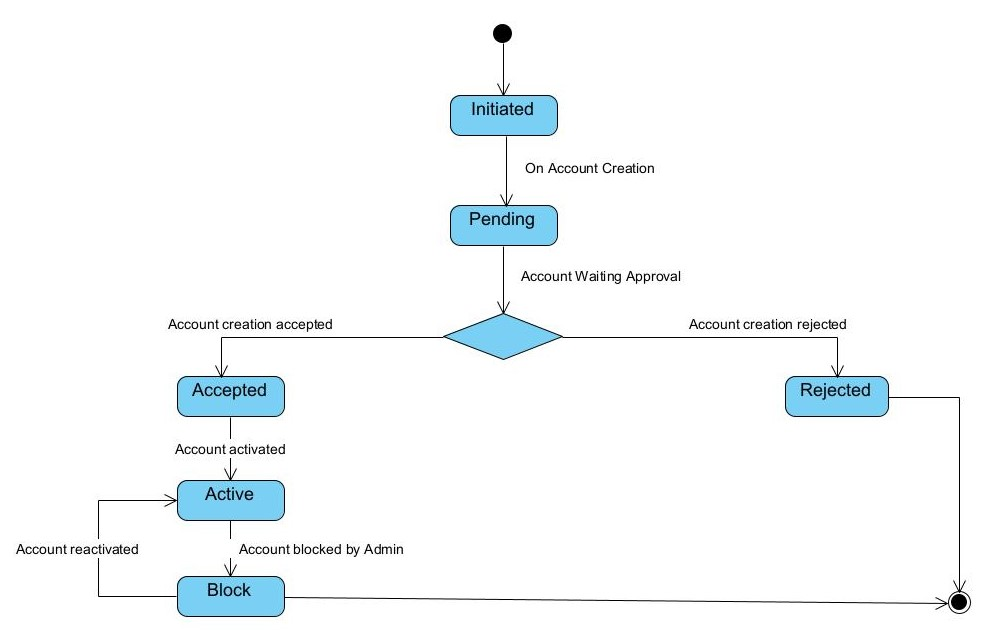 Initiated
On Account Creation
Pending
Account Waiting Approval
Account creation accepted
Account creation rejected
Accepted
Rejected
Account activated
Active
Account reactivated
Account blocked by Admin
Block